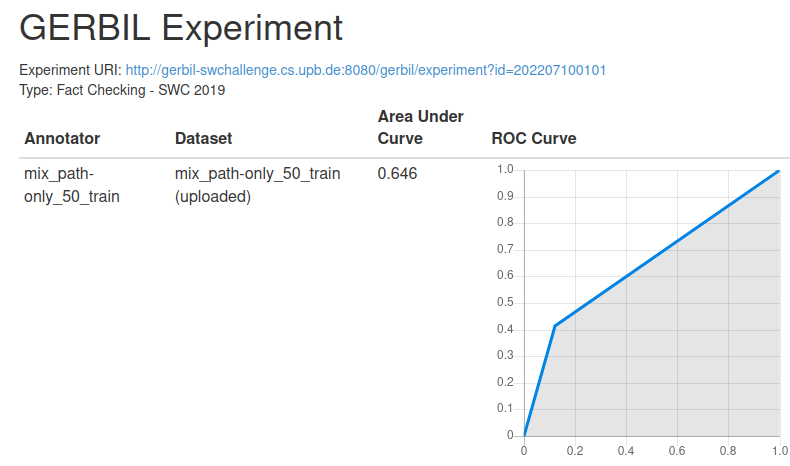 GERBIL Experiment
Experiment URI: http://gerbil-swchallenge.cs.upb.de:8080/gerbil/experiment?id=202207100101
Type: Fact Checking - SWC 2019
Annotator
Dataset
Area Under
Curve
ROC Curve
mix_path-
only_50_train
mix_path-only_50_train
(uploaded)
0.646
1.0
0.9
0.8
0.7
0.6
0.5
0.4
0.3
0.2
0.1
0
0 0.2 0.4 0.6 0.8 1.0